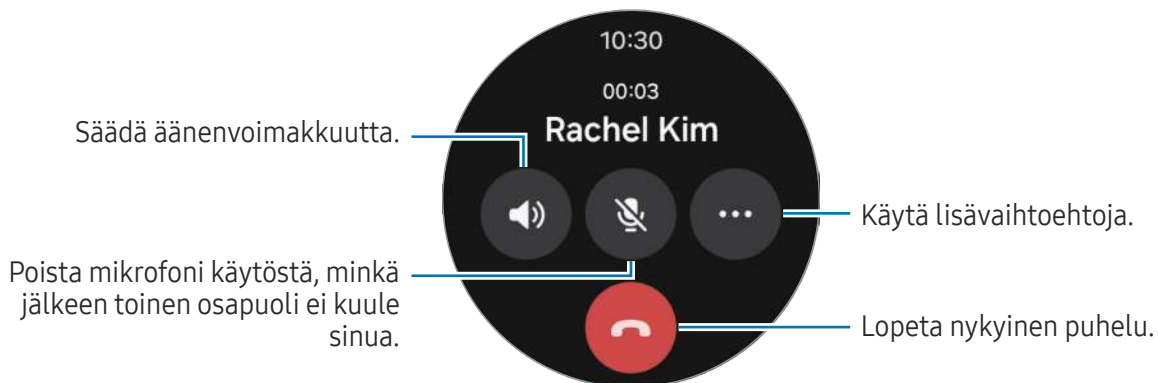 10:30
00:03
Rachel Kim
Säädä äänenvoimakkuutta.
Käytä lisävaihtoehtoja.
Poista mikrofoni käytöstä, minkä
jälkeen toinen osapuoli ei kuule
sinua.
Lopeta nykyinen puhelu.